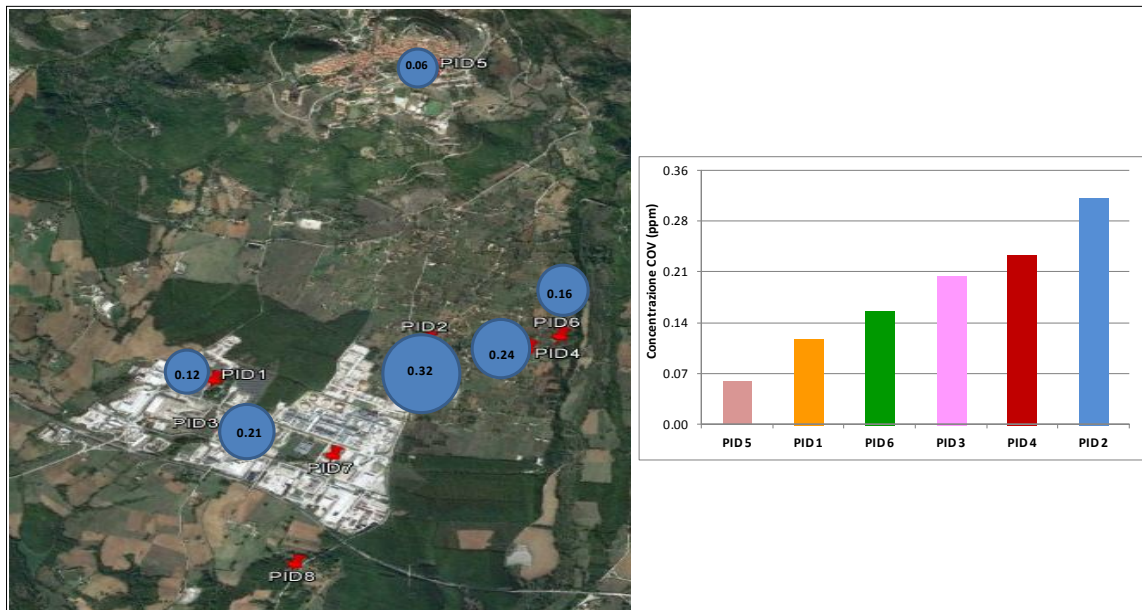 0.06
PID5
0.16
PID6
PID2
PID4
0.24
0.32
0.12
PID1
PID3
0.21
PID7
PID8
Concentrazione COV (ppm)
0.36
0.28
0.21
0.14
0.07
0.00
PID5 PID1 PID6 PID3 PID4 PID2